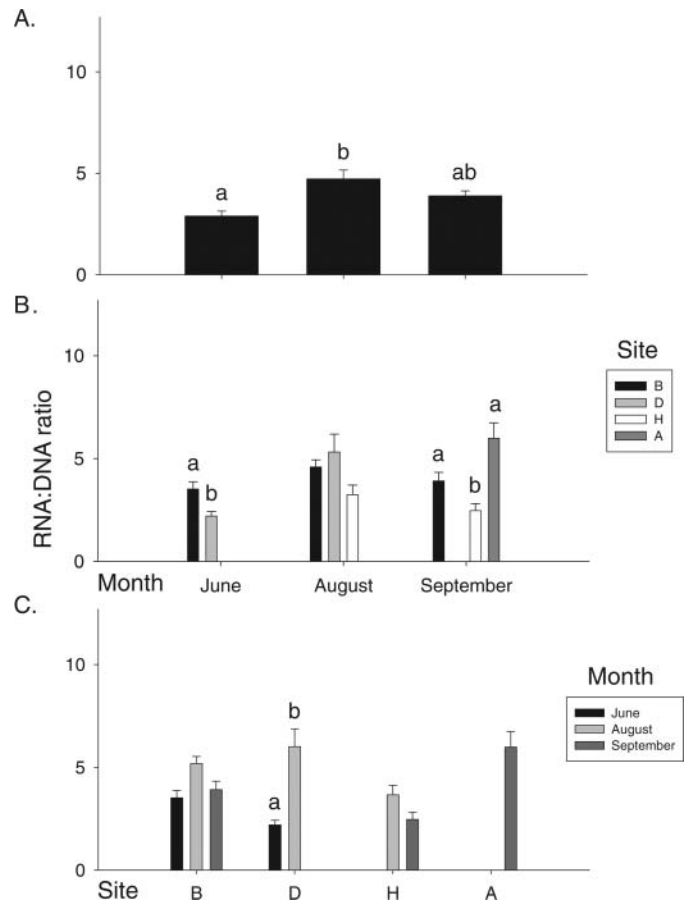 A.
10
5
0
a
b
ab
B.
10
5
0
RNA:DNA ratio
a
b
a
b
a
Site
B
D
H
A
Month June August September
C.
10
5
0
a
b
Month
June
August
September
Site B D H A